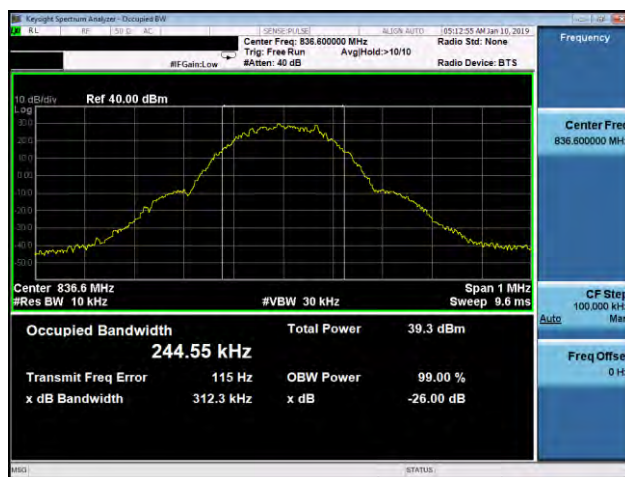 Keysight Spectrum Analyzer - Occupied BW
RL RF 50 Ω AC SENSE:PULSE ALIGN AUTO 05:12:55 AM Jan 10, 2019
Center Freq: 836.600000 MHz Radio Std: None
Trig: Free Run Avg|Hold:>10/10
#IFGain:Low #Atten: 40 dB Radio Device: BTS
Frequency
10 dB/div Ref 40.00 dBm
Log
30.0
20.0
10.0
0.00
-10.0
-20.0
-30.0
-40.0
-50.0
Center Freq
836.600000 MHz
Center 836.6 MHz Span 1 MHz
#Res BW 10 kHz #VBW 30 kHz Sweep 9.6 ms
CF Step
100.000 kHz
Auto Man
Occupied Bandwidth Total Power 39.3 dBm
244.55 kHz
Transmit Freq Error 115 Hz OBW Power 99.00 %
x dB Bandwidth 312.3 kHz x dB -26.00 dB
Freq Offset
0 Hz
MSG STATUS